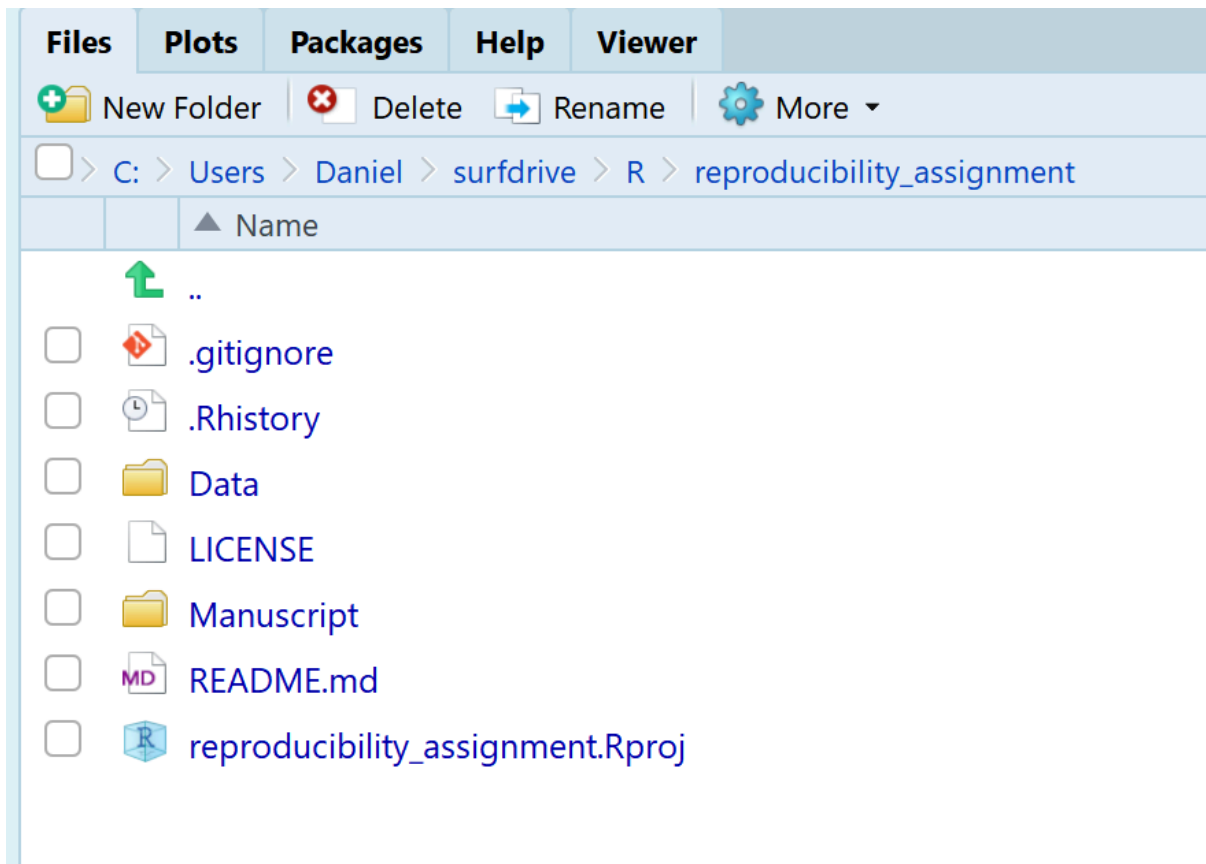 Files Plots Packages Help Viewer
New Folder Delete Rename More
C: > Users > Daniel > surfdrive > R > reproducibility_assignment
Name
..
.gitignore
.Rhistory
Data
LICENSE
Manuscript
MD README.md
R reproducibility_assignment.Rproj